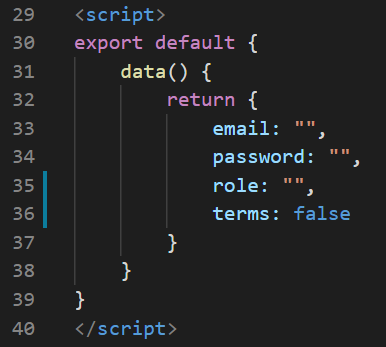 29 <script>
30 export default {
31     data() {
32         return {
33             email: "",
34             password: "",
35             role: "",
36             terms: false
37         }
38     }
39 }
40 </script>